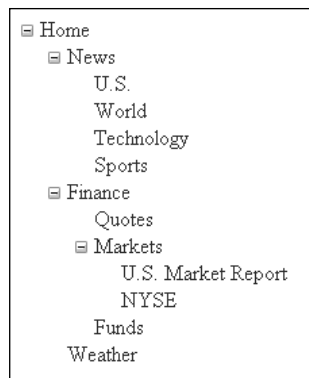 Home
News
U.S.
World
Technology
Sports
Finance
Quotes
Markets
U.S. Market Report
NYSE
Funds
Weather